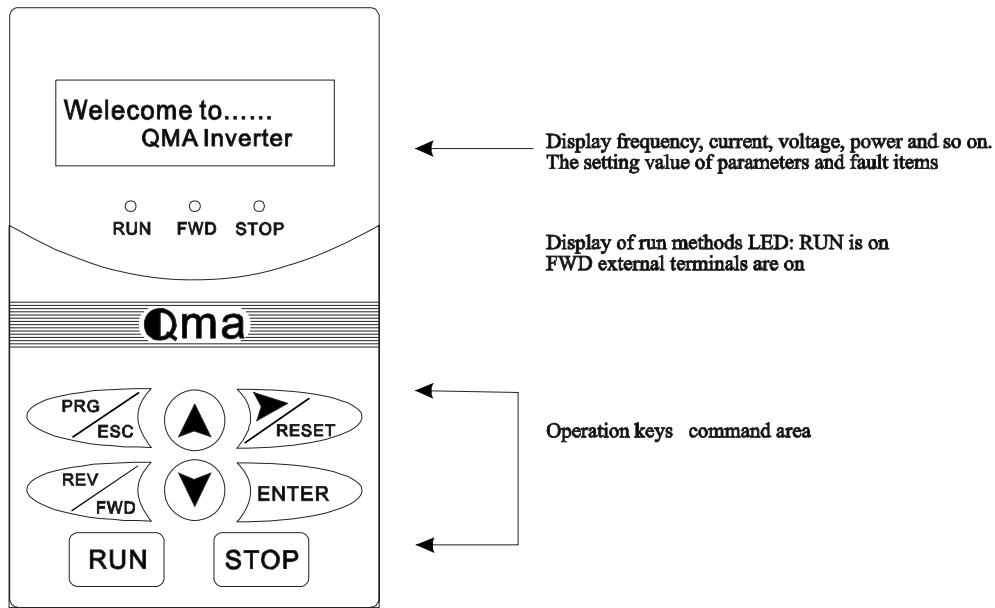 Welecome to......
QMA Inverter
Display frequency, current, voltage, power and so on.
The setting value of parameters and fault items
RUN FWD STOP
Display of run methods LED: RUN is on
FWD external terminals are on
Qma
PRG
ESC
RESET
Operation keys command area
REV
FWD
ENTER
RUN
STOP